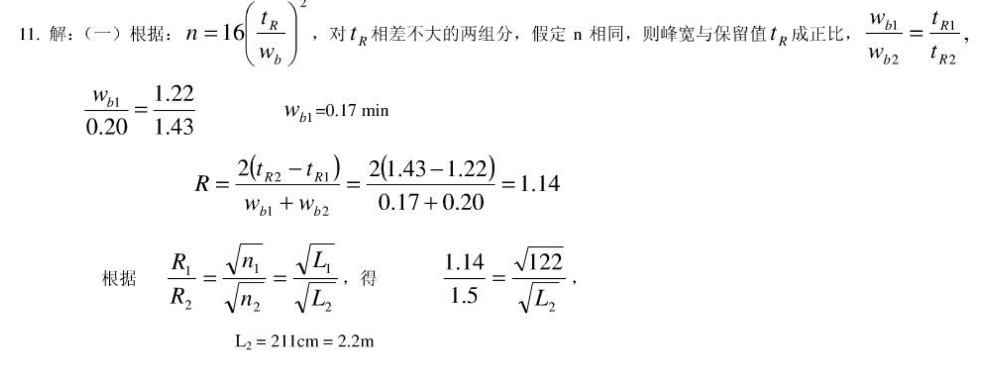 11. 解：（一）根据： $n = 16\left(\frac{t_R}{w_b}\right)^2$ ，对 $t_R$ 相差不大的两组分，假定 n 相同，则峰宽与保留值 $t_R$ 成正比， $\frac{w_{b1}}{w_{b2}} = \frac{t_{R1}}{t_{R2}}$ ,
$\frac{w_{b1}}{0.20} = \frac{1.22}{1.43}$ $w_{b1}$=0.17 min
$R = \frac{2(t_{R2} - t_{R1})}{w_{b1} + w_{b2}} = \frac{2(1.43 - 1.22)}{0.17 + 0.20} = 1.14$
根据 $\frac{R_1}{R_2} = \frac{\sqrt{n_1}}{\sqrt{n_2}} = \frac{\sqrt{L_1}}{\sqrt{L_2}}$ ，得 $\frac{1.14}{1.5} = \frac{\sqrt{122}}{\sqrt{L_2}}$ ，
$L_2$ = 211cm = 2.2m